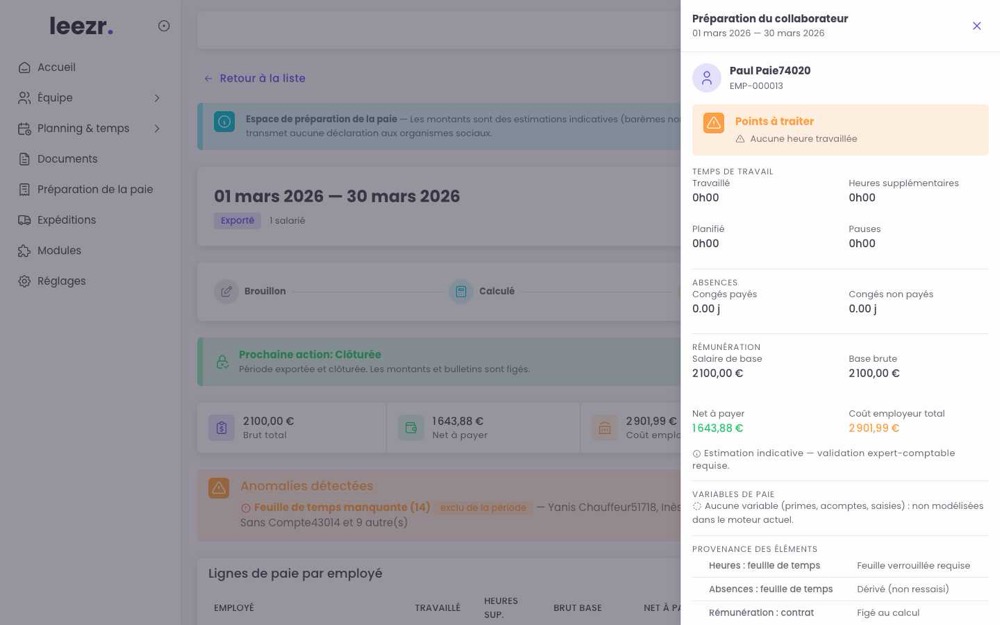 leezr.
Accueil
Équipe
Planning & temps
Documents
Préparation de la paie
Expéditions
Modules
Réglages
← Retour à la liste
Espace de préparation de la paie — Les montants sont des estimations indicatives (barèmes
transmet aucune déclaration aux organismes sociaux.
01 mars 2026 — 30 mars 2026
Exporté 1 salarié
Brouillon
Calculé
Prochaine action: Clôturée
Période exportée et clôturée. Les montants et bulletins sont figés.
2 100,00 €
Brut total
1 643,88 €
Net à payer
2 901,99 €
Coût
Anomalies détectées
Feuille de temps manquante (14) exclu de la période — Yanis Chauffeur51718,
Sans Compte43014 et 9 autre(s)
Lignes de paie par employé
EMPLOYÉ
TRAVAILLÉ
HEURES
SUP.
BRUT BASE
NET À
Préparation du collaborateur
01 mars 2026 — 30 mars 2026
Paul Paie74020
EMP-000013
Points à traiter
Aucune heure travaillée
TEMPS DE TRAVAIL
Travaillé
0h00
Heures supplémentaires
0h00
Planifié
0h00
Pauses
0h00
ABSENCES
Congés payés
0.00 j
Congés non payés
0.00 j
RÉMUNÉRATION
Salaire de base
2 100,00 €
Base brute
2 100,00 €
Net à payer
1 643,88 €
Coût employeur total
2 901,99 €
Estimation indicative — validation expert-comptable
requise.
VARIABLES DE PAIE
Aucune variable (primes, acomptes, saisies) : non modélisées
dans le moteur actuel.
PROVENANCE DES ÉLÉMENTS
Heures : feuille de temps Feuille verrouillée requise
Absences : feuille de temps Dérivé (non ressaisi)
Rémunération : contrat Figé au calcul